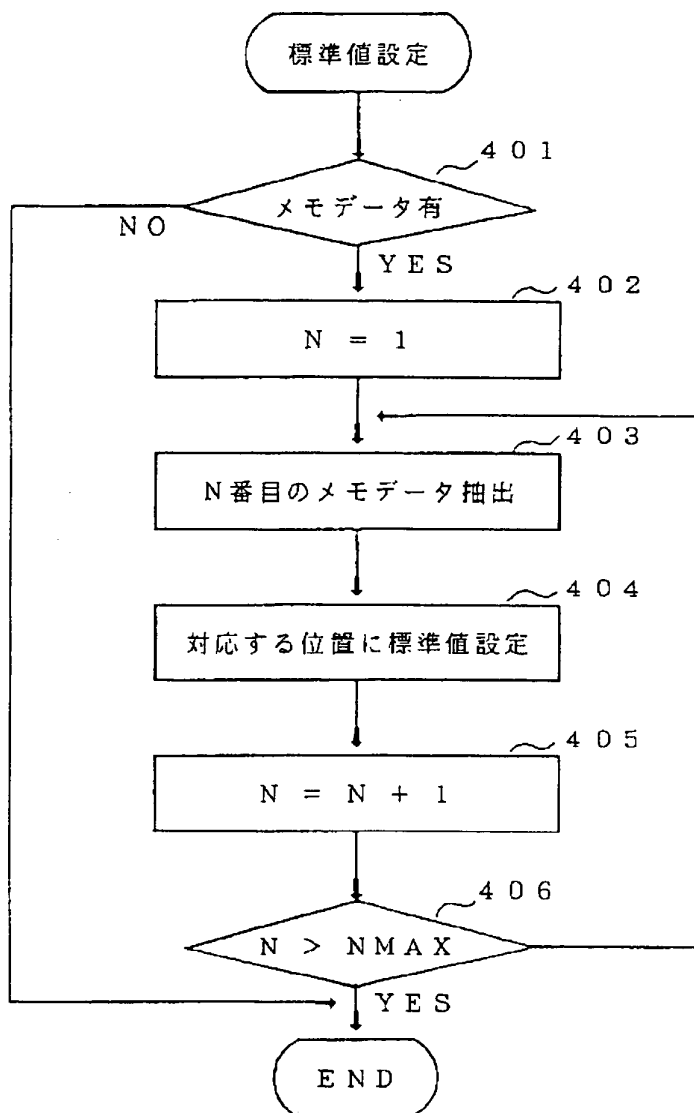 標準値設定
401
メモデータ有
NO
YES
402
N = 1
403
N番目のメモデータ抽出
404
対応する位置に標準値設定
405
N = N + 1
406
N > NMAX
YES
END